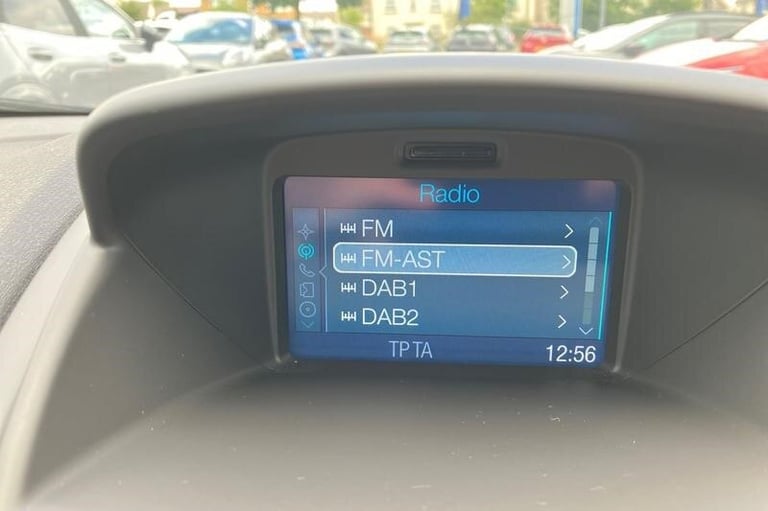 Radio
FM
FM-AST
DAB1
DAB2
TP TA
12:56